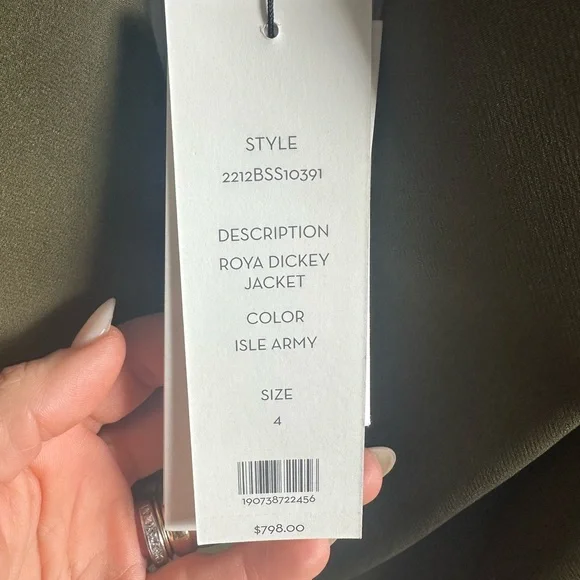 STYLE
2212BSS10391
DESCRIPTION
ROYA DICKEY
JACKET
COLOR
ISLE ARMY
SIZE
4
190738722456
$798.00